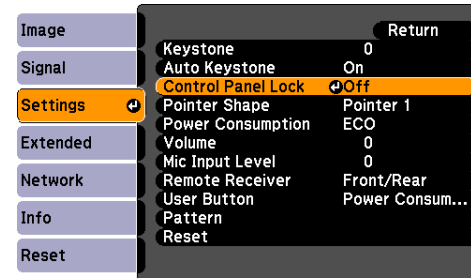 Image
Signal
Settings
Extended
Network
Info
Reset
Return
Keystone 0
Auto Keystone On
Control Panel Lock Off
Pointer Shape Pointer 1
Power Consumption ECO
Volume 0
Mic Input Level 0
Remote Receiver Front/Rear
User Button Power Consum...
Pattern
Reset